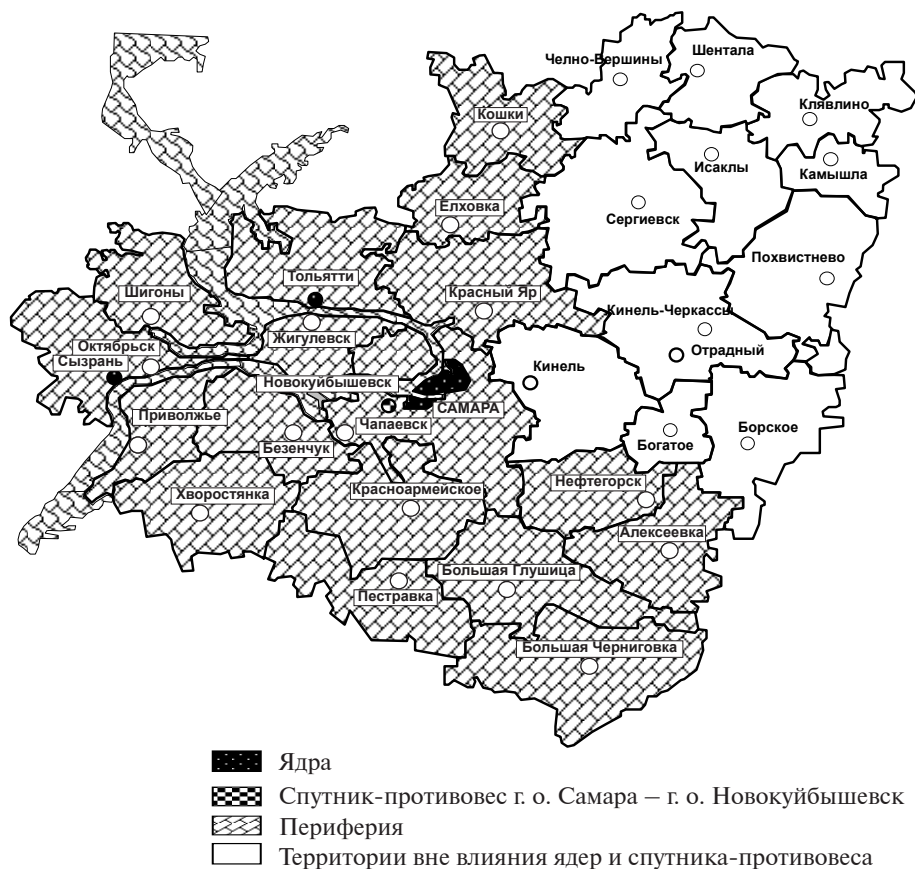 Челно-Вершины
Шентала
Клявлино
Кошки
Исаклы
Камышла
Елховка
Сергиевск
Похвистнево
Тольятти
Красный Яр
Шигоны
Кинель-Черкассы
Октябрьск
Жигулевск
Отрадный
Сызрань
Кинель
Новокуйбышевск
САМАРА
Приволжье
Чапаевск
Безенчук
Богатое
Борское
Хворостянка
Красноармейское
Нефтегорск
Алексеевка
Большая Глушица
Пестравка
Большая Черниговка
Ядра
Спутник-противовес г. о. Самара – г. о. Новокуйбышевск
Периферия
Территории вне влияния ядер и спутника-противовеса